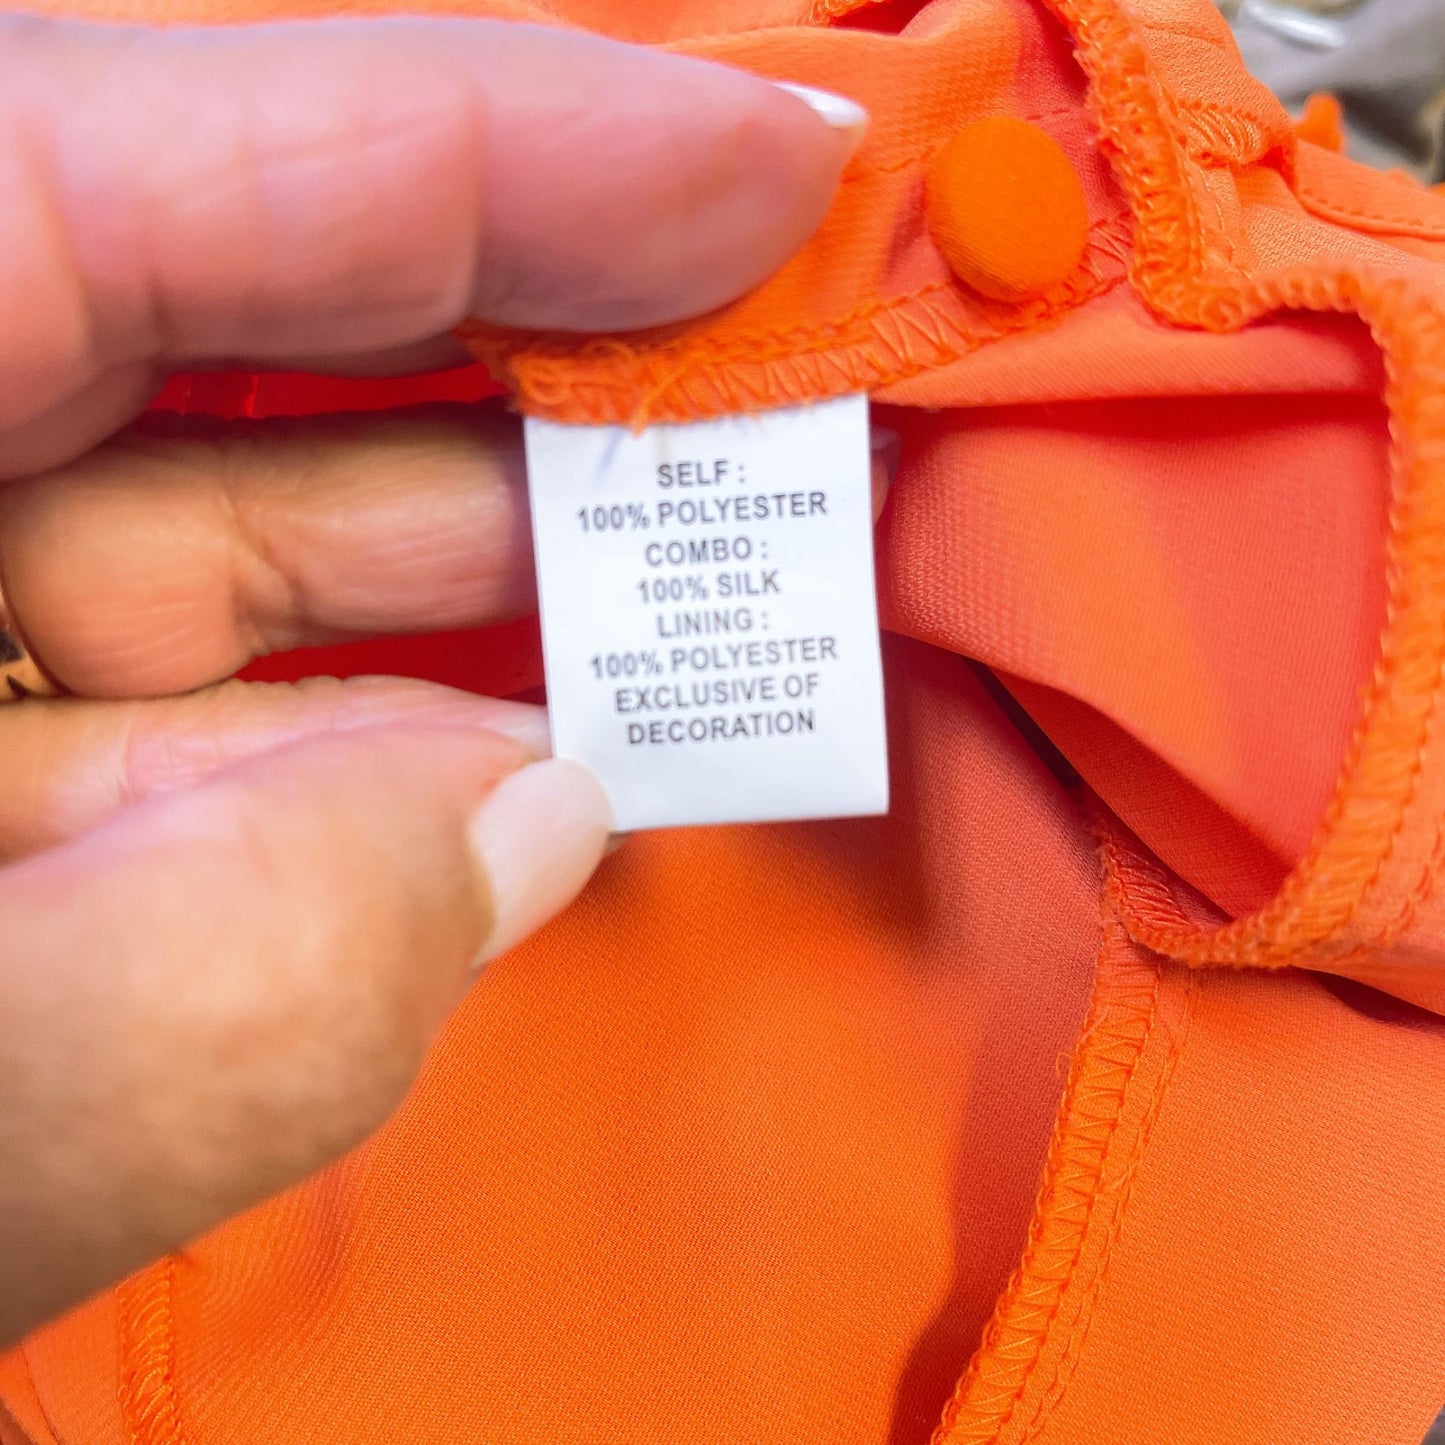 SELF :
100% POLYESTER
COMBO :
100% SILK
LINING :
100% POLYESTER
EXCLUSIVE OF
DECORATION